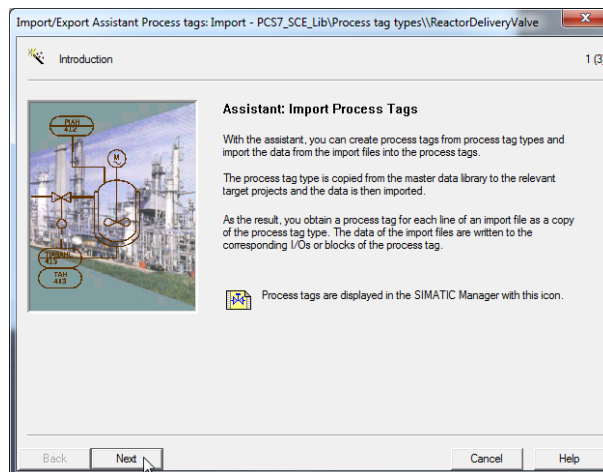 Import/Export Assistant Process tags: Import - PCS7_SCE_Lib\Process tag types\\ReactorDeliveryValve
Introduction
1 (3)
PIAH
412
M
TAH
413
Assistant: Import Process Tags
With the assistant, you can create process tags from process tag types and
import the data from the import files into the process tags.
The process tag type is copied from the master data library to the relevant
target projects and the data is then imported.
As the result, you obtain a process tag for each line of an import file as a copy
of the process tag type. The data of the import files are written to the
corresponding I/Os or blocks of the process tag.
Process tags are displayed in the SIMATIC Manager with this icon.
Back
Next
Cancel
Help